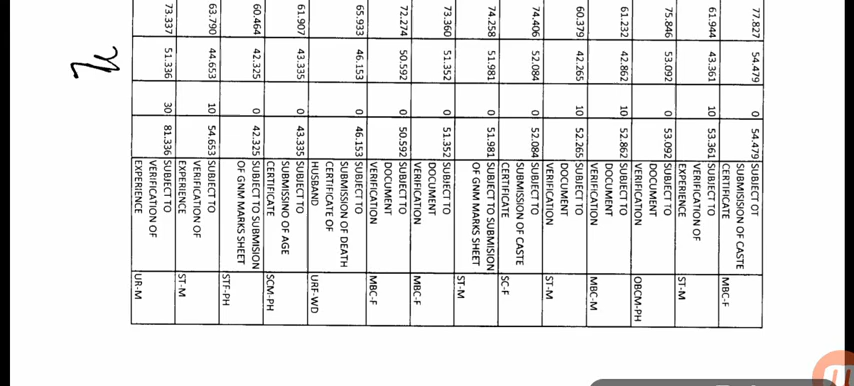 77.827 54.479 0 54.479 SUBJECT OT
SUBMISSION OF CASTE
CERTIFICATE MBC-F
61.944 43.361 10 53.361 SUBJECT TO
VERIFICATION OF
EXPERIENCE ST-M
75.846 53.092 0 53.092 SUBJECT TO
DOCUMENT
VERIFICATION OBCM-PH
61.232 42.862 10 52.862 SUBJECT TO
DOCUMENT
VERIFICATION MBC-M
60.379 42.265 10 52.265 SUBJECT TO
DOCUMENT
VERIFICATION ST-M
74.406 52.084 0 52.084 SUBJECT TO
SUBMISSION OF CASTE
CERTIFICATE SC-F
74.258 51.981 0 51.981 SUBJECT TO SUBMISION
OF GNM MARKS SHEET ST-M
73.360 51.352 0 51.352 SUBJECT TO
DOCUMENT
VERIFICATION MBC-F
72.274 50.592 0 50.592 SUBJECT TO
DOCUMENT
VERIFICATION MBC-F
65.933 46.153 0 46.153 SUBJECT TO
SUBMISSION OF DEATH
CERTIFICATE OF
HUSBAND URF-WD
61.907 43.335 0 43.335 SUBJECT TO
SUBMISSINO OF AGE
CERTIFICATE SCM-PH
60.464 42.325 0 42.325 SUBJECT TO SUBMISION
OF GNM MARKS SHEET STF-PH
63.790 44.653 10 54.653 SUBJECT TO
VERIFICATION OF
EXPERIENCE ST-M
73.337 51.336 30 81.336 SUBJECT TO
VERIFICATION OF
EXPERIENCE UR-M